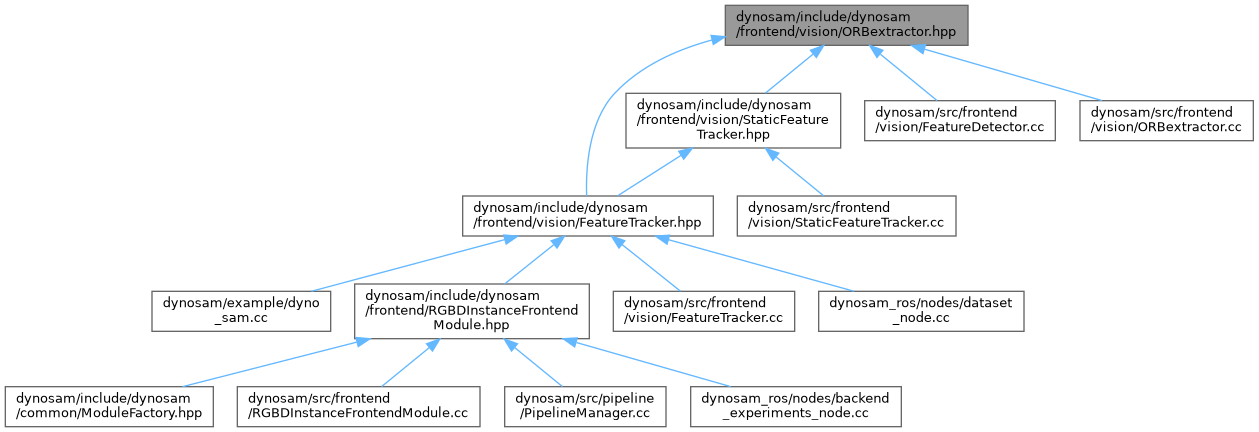 dynosam/include/dynosam
/frontend/vision/ORBextractor.hpp
dynosam/include/dynosam
/frontend/vision/StaticFeature
Tracker.hpp
dynosam/src/frontend
/vision/FeatureDetector.cc
dynosam/src/frontend
/vision/ORBextractor.cc
dynosam/include/dynosam
/frontend/vision/FeatureTracker.hpp
dynosam/src/frontend
/vision/StaticFeatureTracker.cc
dynosam/example/dyno
_sam.cc
dynosam/include/dynosam
/frontend/RGBDInstanceFrontend
Module.hpp
dynosam/src/frontend
/vision/FeatureTracker.cc
dynosam_ros/nodes/dataset
_node.cc
dynosam/include/dynosam
/common/ModuleFactory.hpp
dynosam/src/frontend
/RGBDInstanceFrontendModule.cc
dynosam/src/pipeline
/PipelineManager.cc
dynosam_ros/nodes/backend
_experiments_node.cc